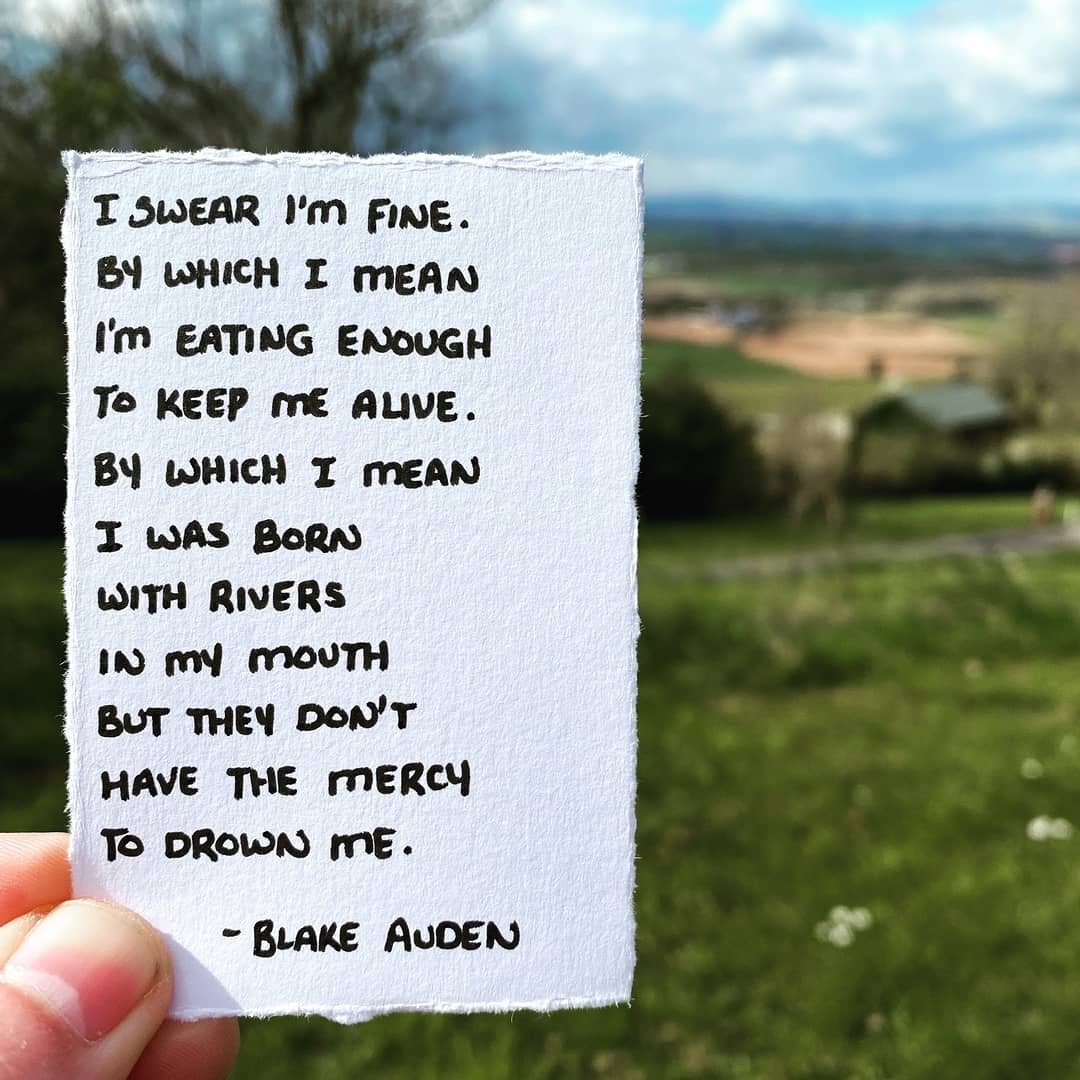 I SWEAR I'm FINE.
BY WHICH I mEAN
I'm EATING ENOUGH
To KEEP mE ALIVE.
BY WHICH I mEAN
I WAS BORN
WITH RIVERS
IN my mOUTH
BUT THEY DON'T
HAVE THE mERCY
To DROWN mE.
- BLAKE AUDEN